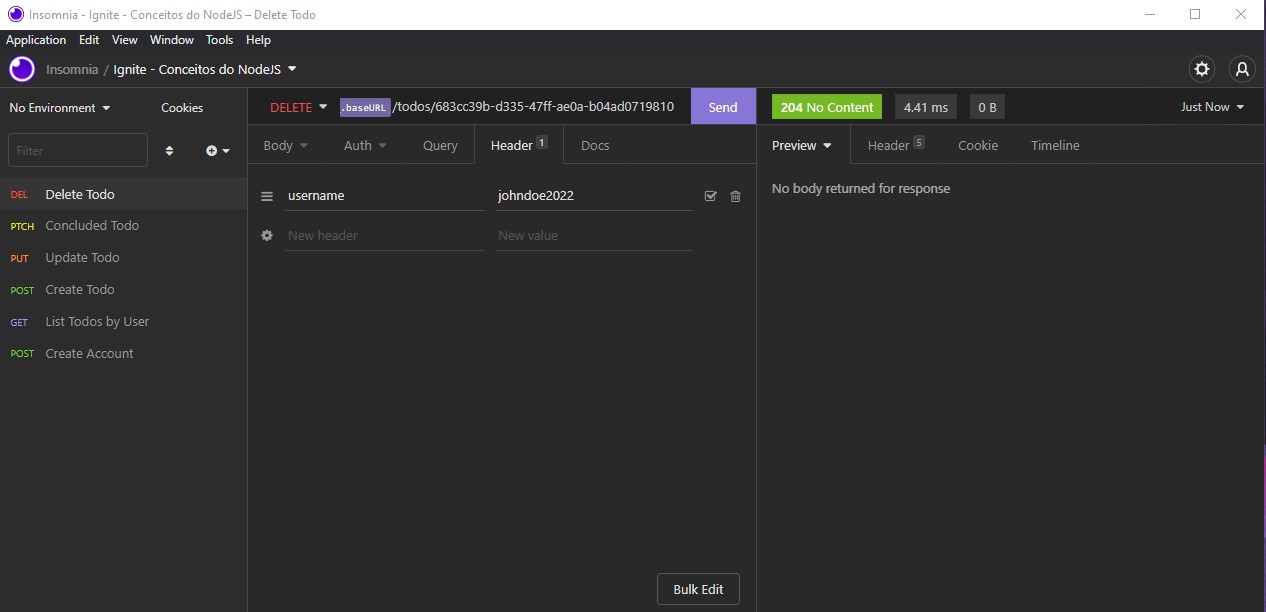 Insomnia - Ignite - Conceitos do NodeJS – Delete Todo
Application Edit View Window Tools Help
Insomnia / Ignite - Conceitos do NodeJS
No Environment Cookies
DELETE .baseURL /todos/683cc39b-d335-47ff-ae0a-b04ad0719810 Send
204 No Content 4.41 ms 0 B Just Now
Filter
Body Auth Query Header 1 Docs
Preview Header 5 Cookie Timeline
DEL Delete Todo
PTCH Concluded Todo
PUT Update Todo
POST Create Todo
GET List Todos by User
POST Create Account
username johndoe2022
New header New value
Bulk Edit
No body returned for response